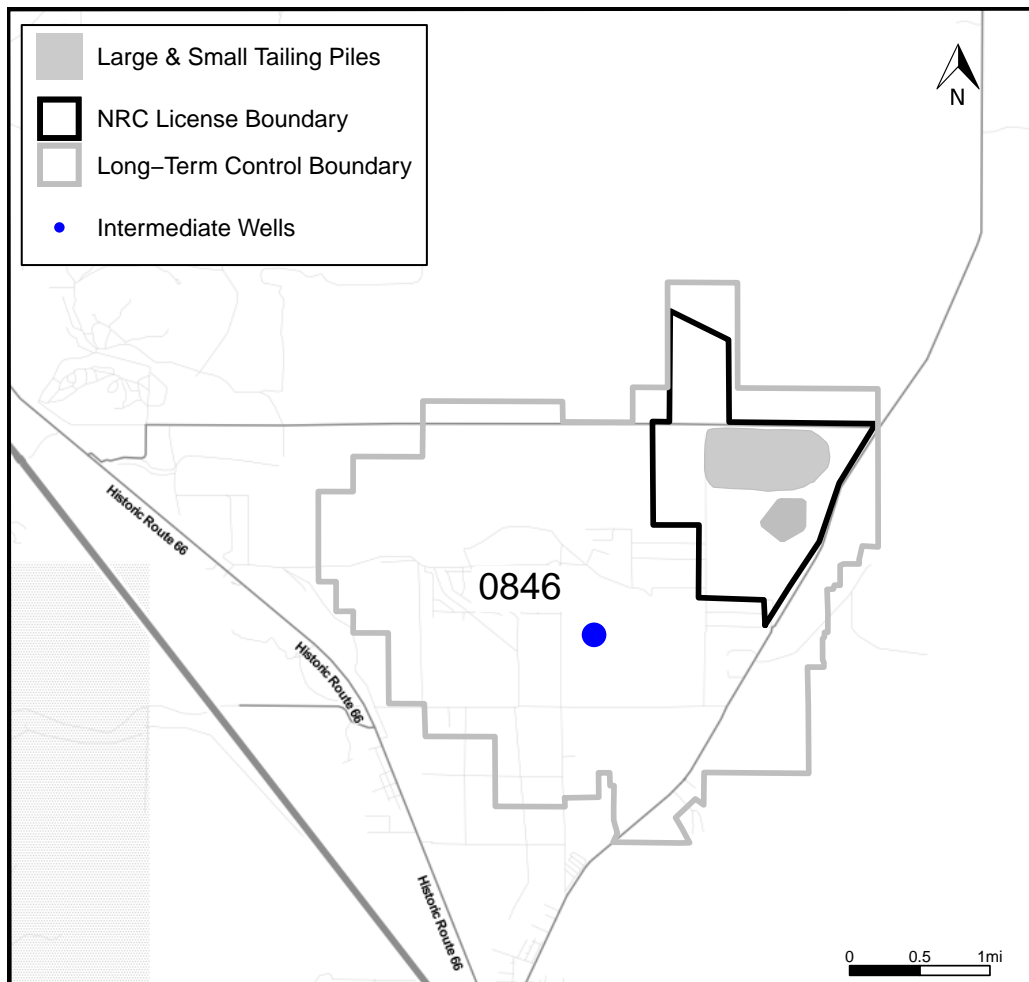 Large & Small Tailing Piles
NRC License Boundary
Long−Term Control Boundary
Intermediate Wells
N
Historic Route 66
0846
Historic Route 66
Historic Route 66
0 0.5 1mi